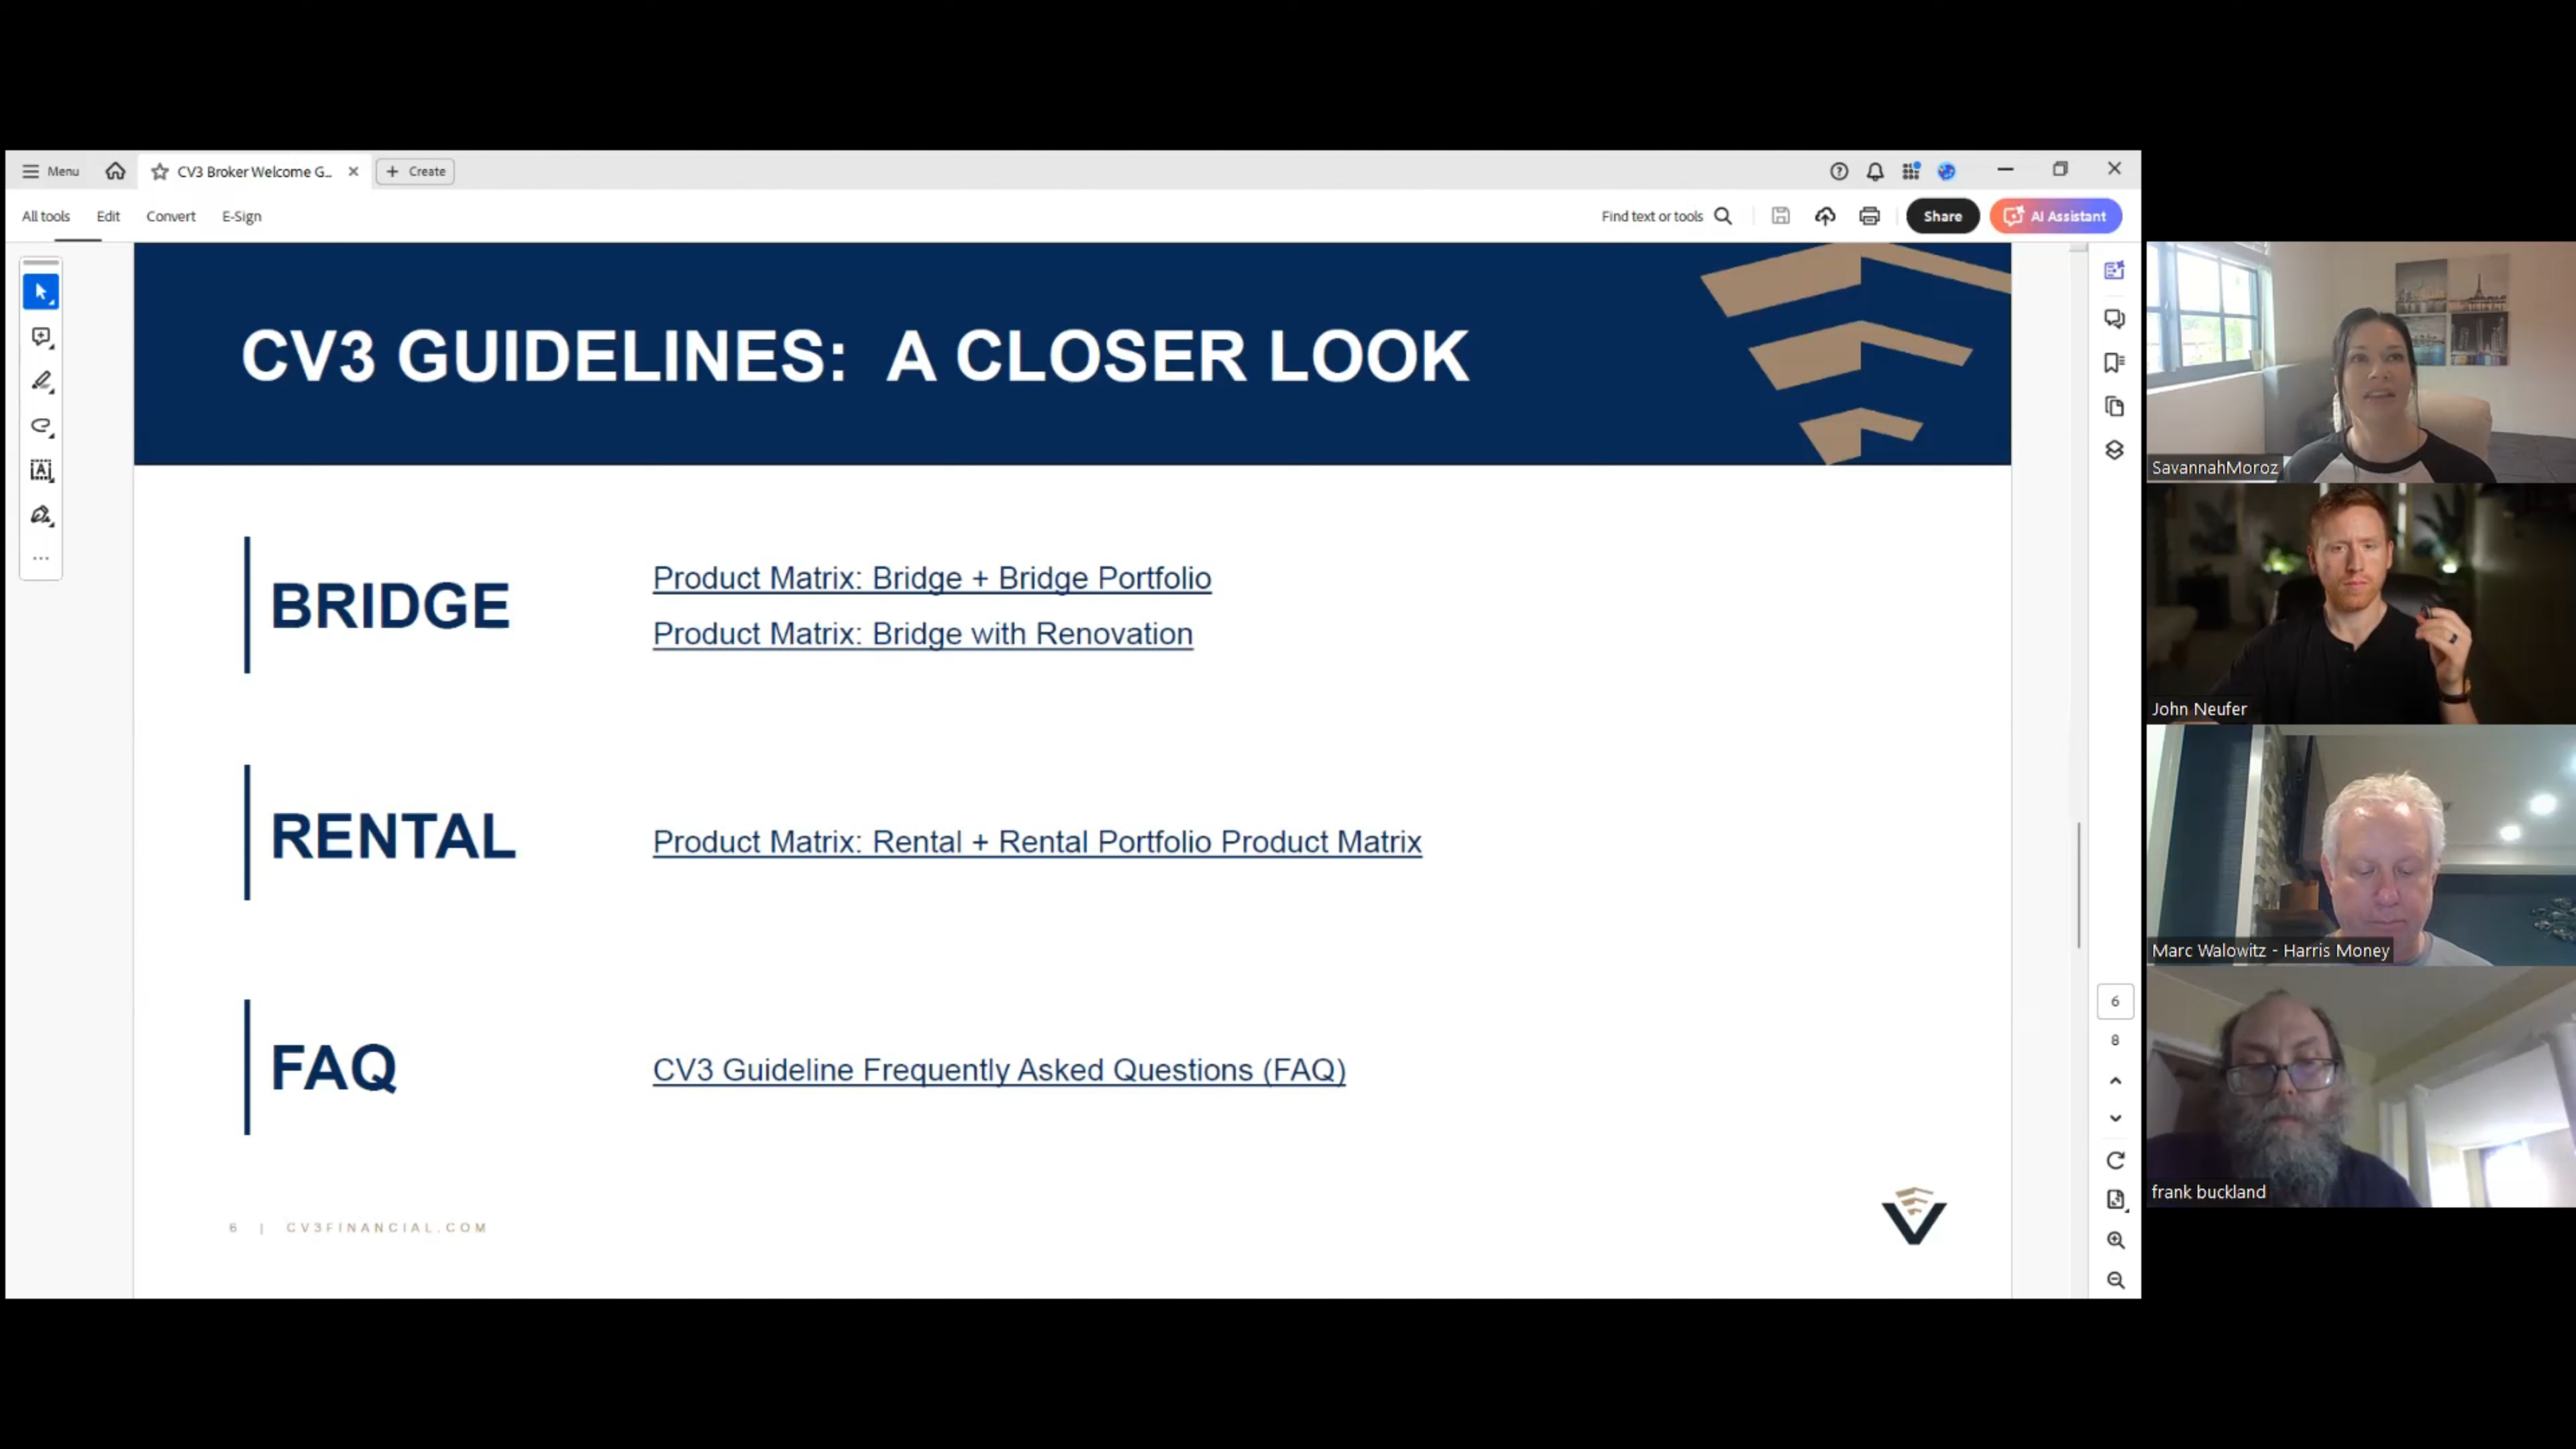 Menu
CV3 Broker Welcome G...
Create
All tools
Edit
Convert
E-Sign
Find text or tools
Share
AI Assistant
CV3 GUIDELINES: A CLOSER LOOK
BRIDGE
Product Matrix: Bridge + Bridge Portfolio
Product Matrix: Bridge with Renovation
RENTAL
Product Matrix: Rental + Rental Portfolio Product Matrix
FAQ
CV3 Guideline Frequently Asked Questions (FAQ)
6 | CV3FINANCIAL.COM
6
8
SavannahMoroz
John Neufer
Marc Walowitz - Harris Money
frank buckland